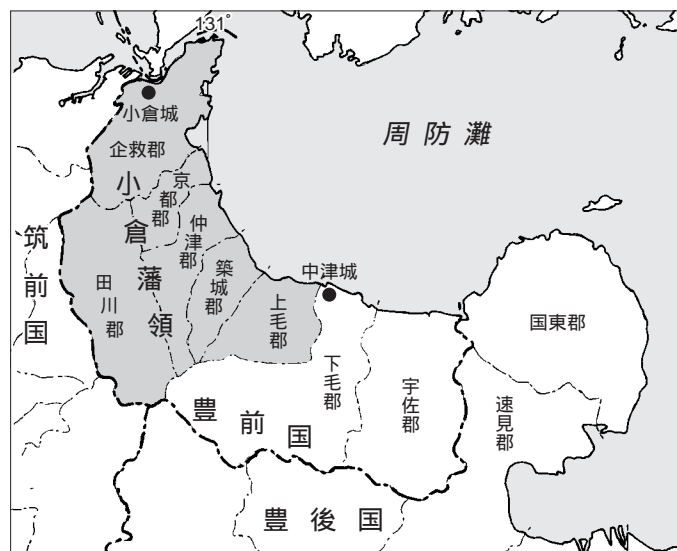 131°
小倉城
周防灘
企救郡
京都郡
小倉藩領
仲津郡
筑前国
築城郡
中津城
田川郡
上毛郡
国東郡
下毛郡
宇佐郡
速見郡
豊前国
豊後国